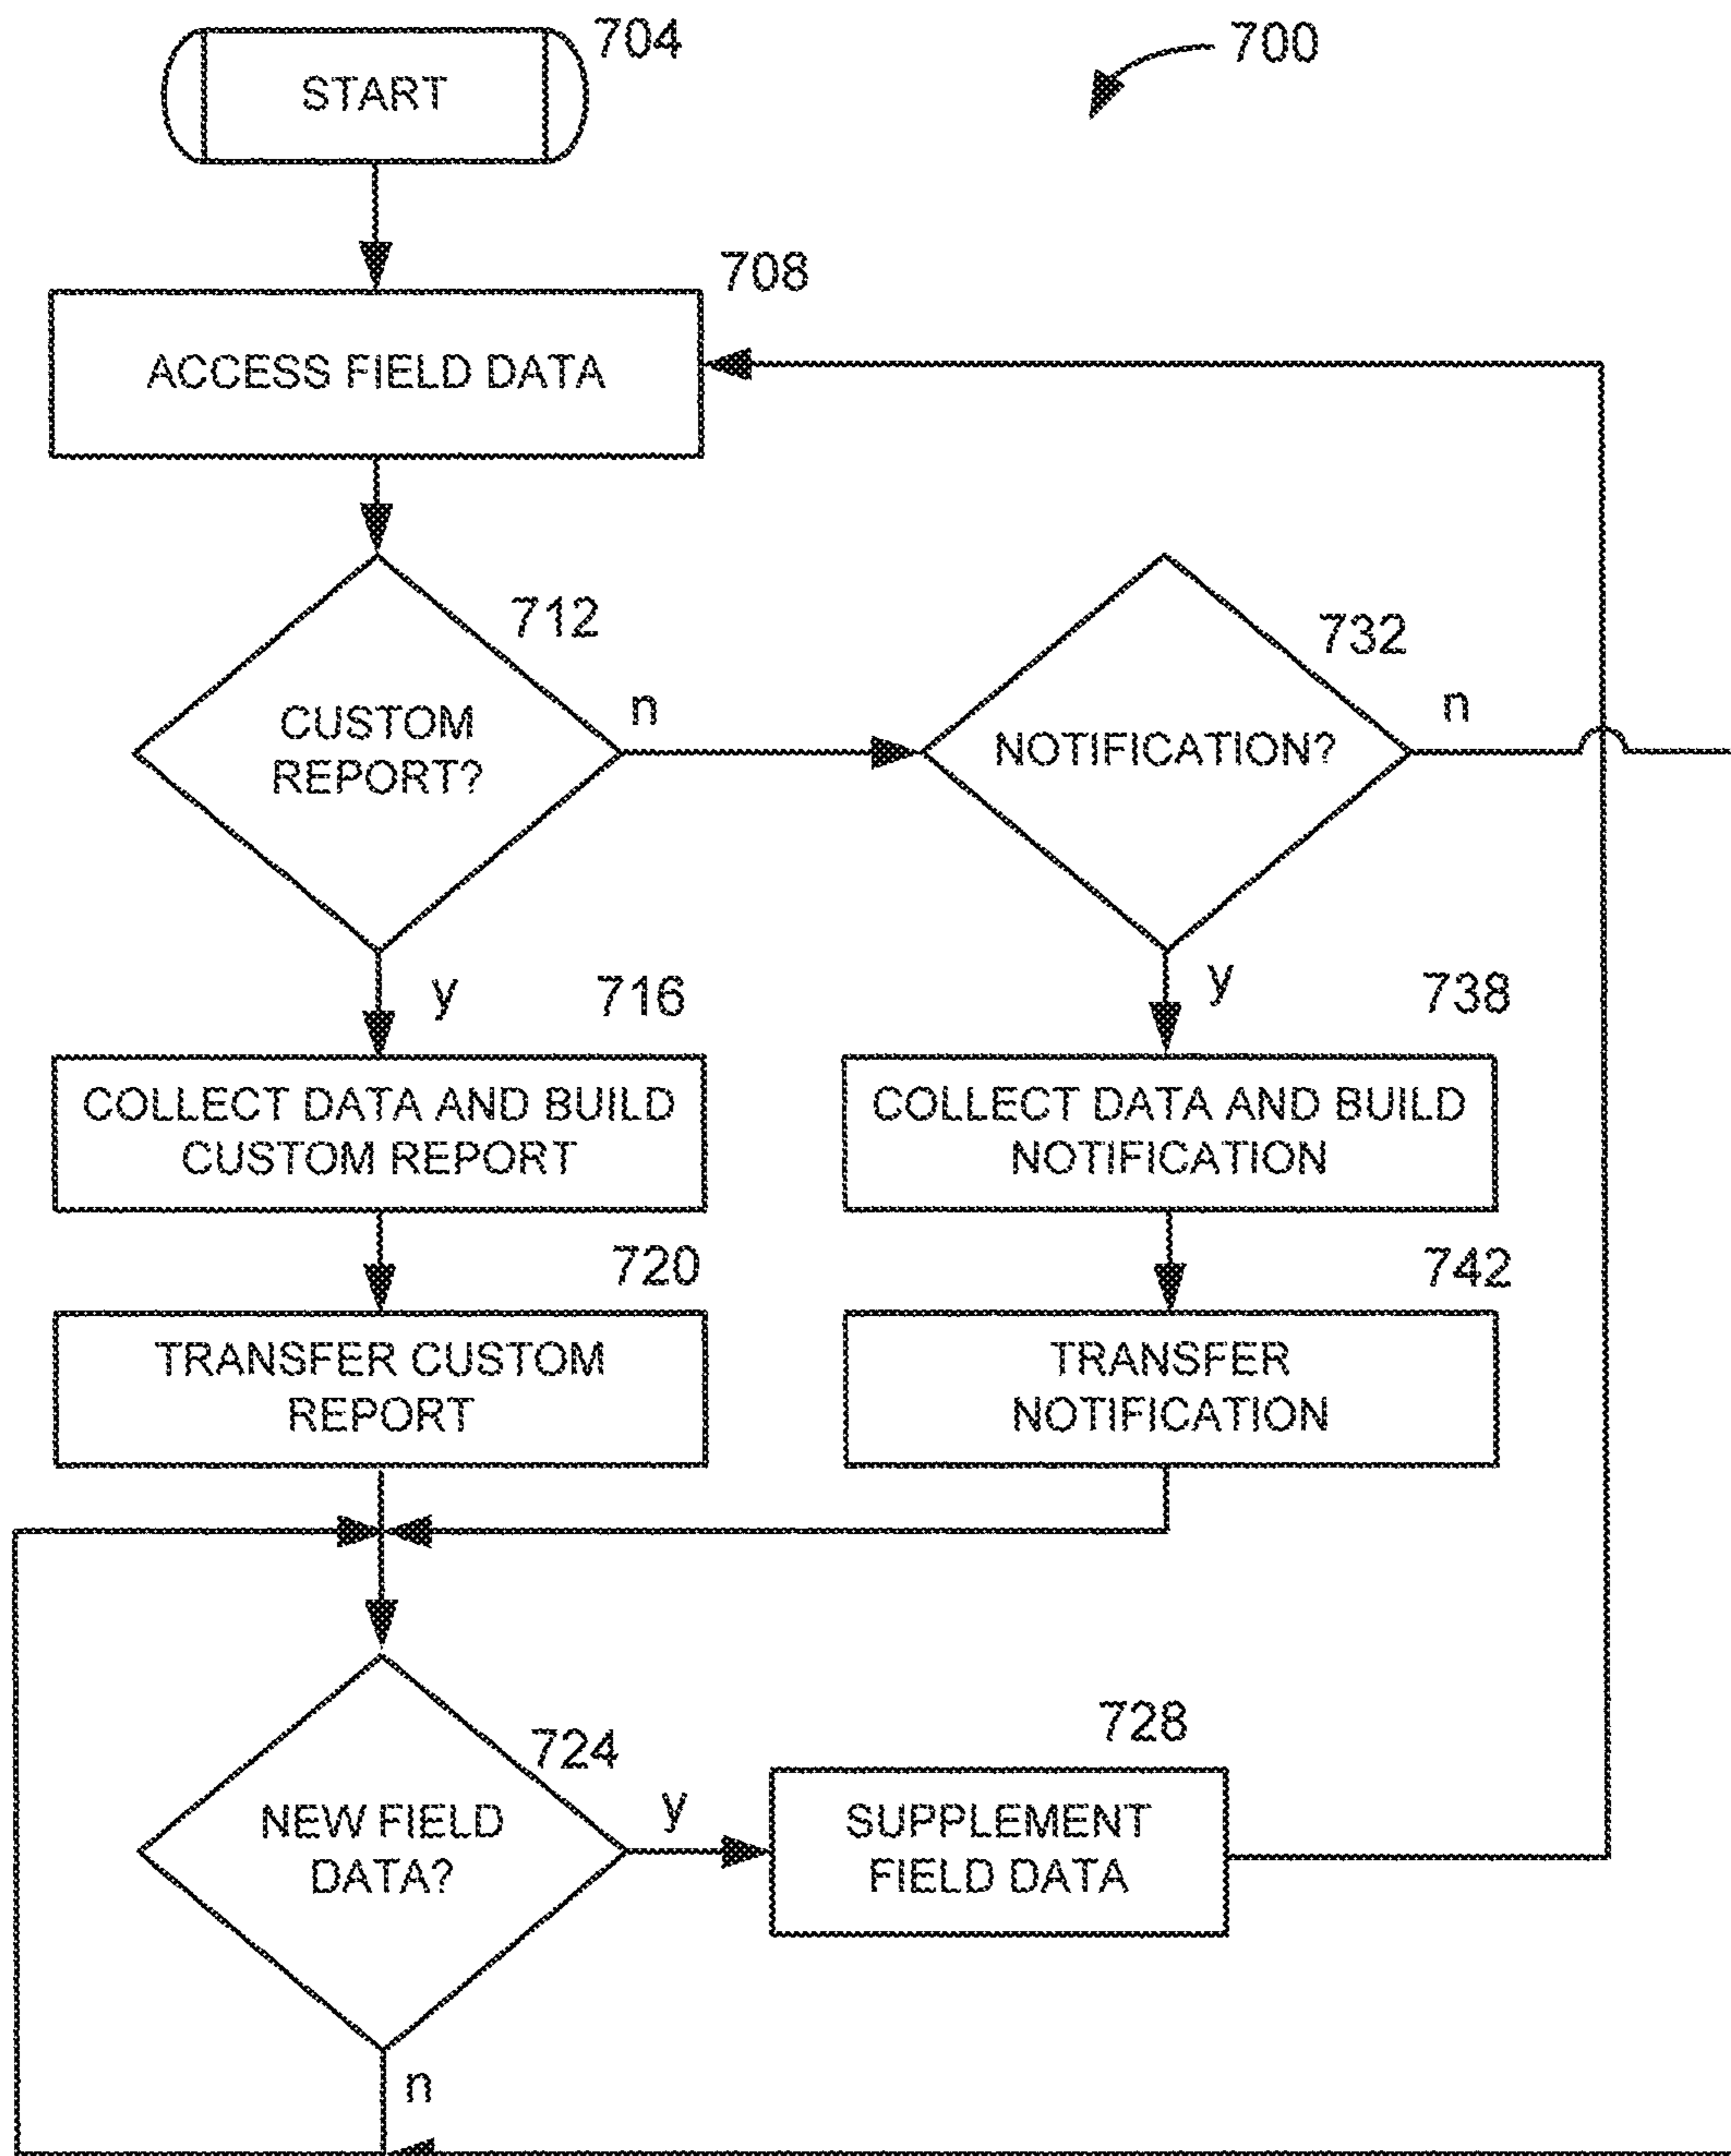 704
START
700
708
ACCESS FIELD DATA
712
CUSTOM
REPORT?
n
732
NOTIFICATION?
n
y
716
COLLECT DATA AND BUILD
CUSTOM REPORT
y
738
COLLECT DATA AND BUILD
NOTIFICATION
720
TRANSFER CUSTOM
REPORT
742
TRANSFER
NOTIFICATION
724
NEW FIELD
DATA?
y
728
SUPPLEMENT
FIELD DATA
n